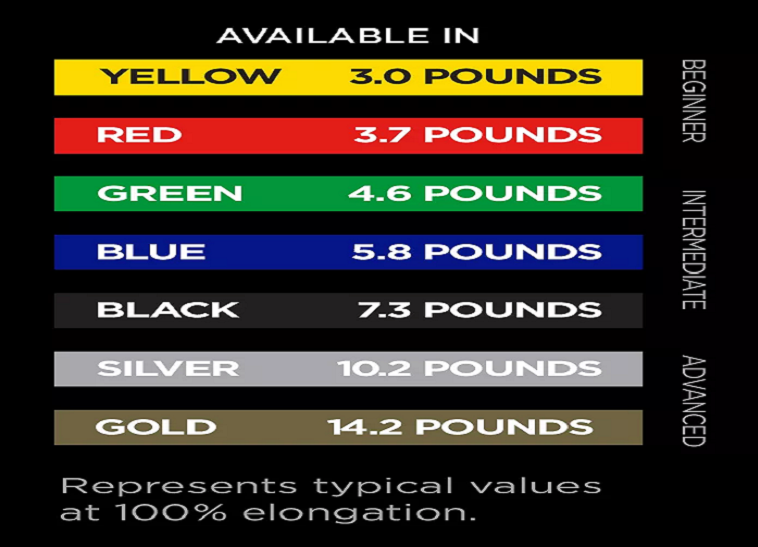 AVAILABLE IN
YELLOW 3.0 POUNDS
RED 3.7 POUNDS
GREEN 4.6 POUNDS
BLUE 5.8 POUNDS
BLACK 7.3 POUNDS
SILVER 10.2 POUNDS
GOLD 14.2 POUNDS
BEGINNER
INTERMEDIATE
ADVANCED
Represents typical values
at 100% elongation.